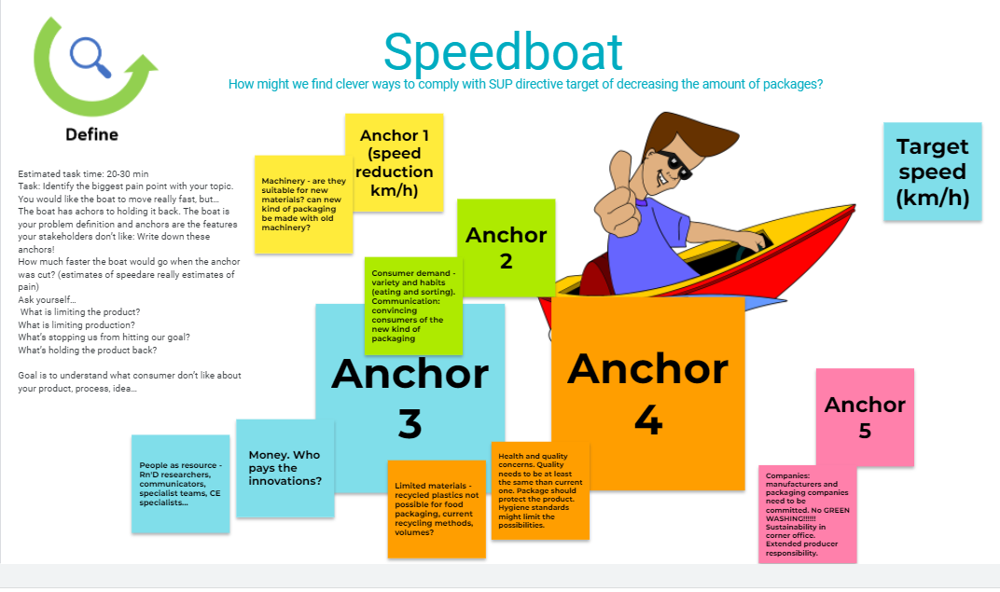 Speedboat
How might we find clever ways to comply with SUP directive target of decreasing the amount of packages?
Define
Estimated task time: 20-30 min
Task: Identify the biggest pain point with your topic.
You would like the boat to move really fast, but…
The boat has achors to holding it back. The boat is
your problem definition and anchors are the features
your stakeholders don't like: Write down these
anchors!
How much faster the boat would go when the anchor
was cut? (estimates of speedare really estimates of
pain)
Ask yourself…
What is limiting the product?
What is limiting production?
What's stopping us from hitting our goal?
What's holding the product back?
Goal is to understand what consumer don't like about
your product, process, idea…
Anchor 1
(speed
reduction
km/h)
Machinery - are they
suitable for new
materials? can new
kind of packaging
be made with old
machinery?
Anchor
2
Consumer demand -
variety and habits
(eating and sorting).
Communication:
convincing
consumers of the
new kind of
packaging
Target
speed
(km/h)
Anchor
3
People as resource -
Rn'D researchers,
communicators,
specialist teams, CE
specialists...
Money. Who
pays the
innovations?
Anchor
4
Limited materials -
recycled plastics not
possible for food
packaging, current
recycling methods,
volumes?
Health and quality
concerns. Quality
needs to be at least
the same than current
one. Package should
protect the product.
Hygiene standards
might limit the
possibilities.
Anchor
5
Companies:
manufacturers and
packaging companies
need to be
committed. No GREEN
WASHING!!!!!!
Sustainability in
corner office.
Extended producer
responsibility.